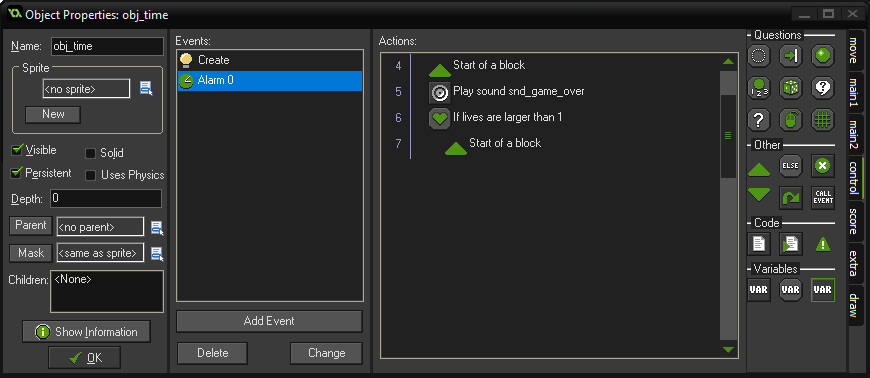 Object Properties: obj_time
Name: obj_time
Sprite
<no sprite>
New
Visible
Solid
Persistent
Uses Physics
Depth: 0
Parent <no parent>
Mask <same as sprite>
Children: <None>
Show Information
OK
Events:
Create
Alarm 0
Add Event
Delete
Change
Actions:
4 Start of a block
5 Play sound snd_game_over
6 If lives are larger than 1
7 Start of a block
Questions
1 2 3
?
?
Other
ELSE
CALL
EVENT
Code
Variables
VAR VAR VAR
move
main1
main2
control
score
extra
draw